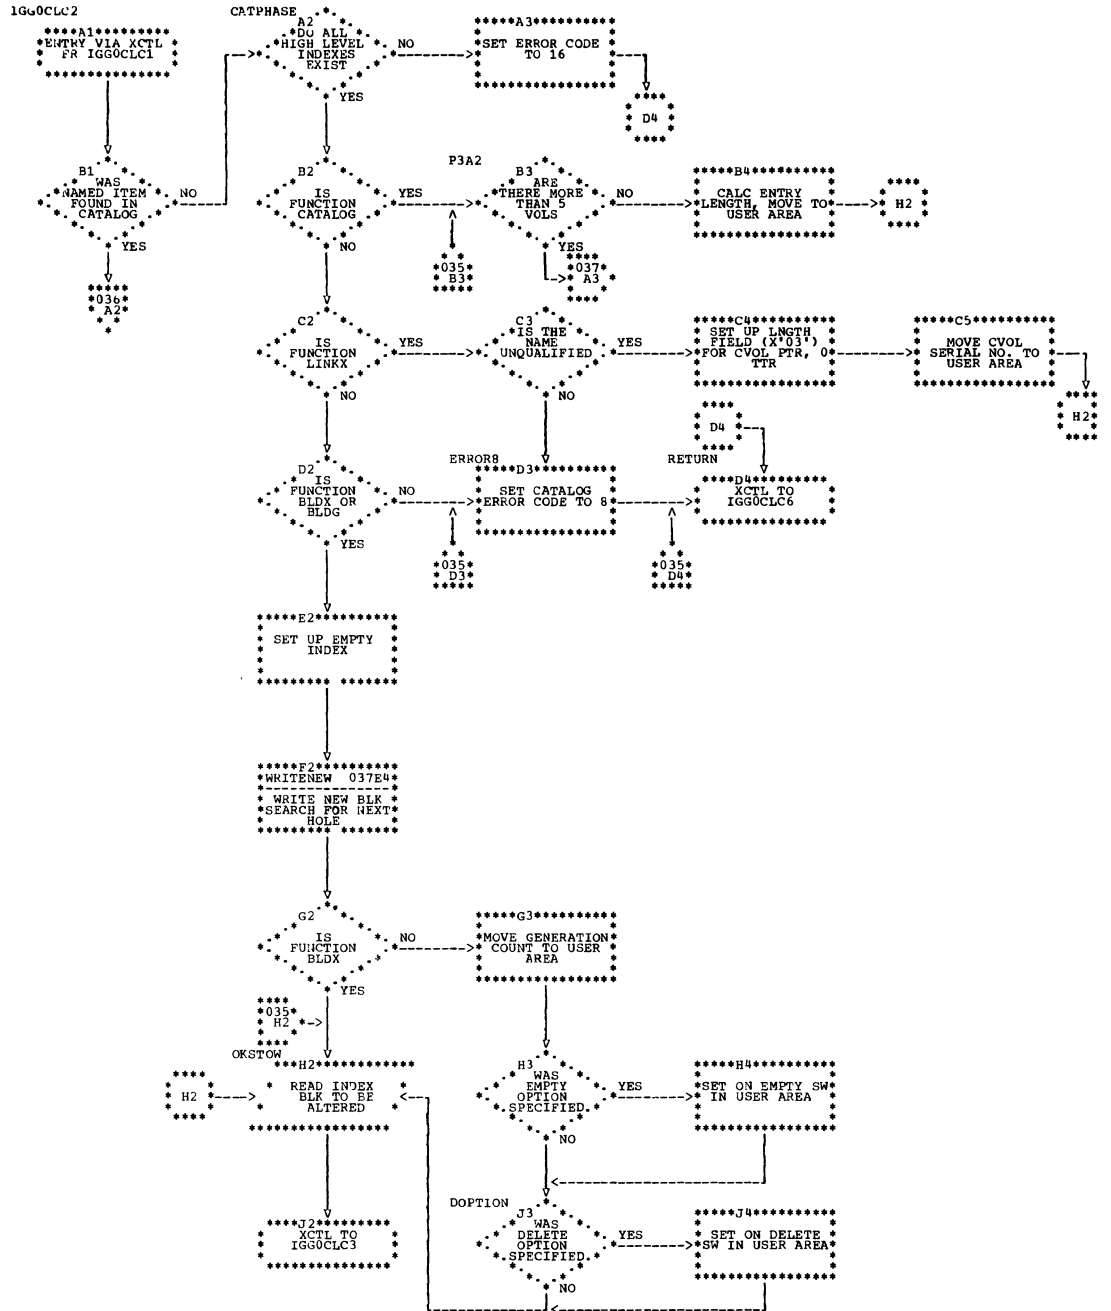 IGG0CLC2
CATPHASE
A1
ENTRY VIA XCTL
FR IGG0CLC1
A2
DO ALL
HIGH LEVEL
INDEXES
EXIST
NO
YES
A3
SET ERROR CODE
TO 16
D4
B1
WAS
NAMED ITEM
FOUND IN
CATALOG
NO
YES
036
A2
B2
IS
FUNCTION
CATALOG
YES
NO
P3A2
035
B3
B3
ARE
THERE MORE
THAN 5
VOLS
NO
YES
037
A3
B4
CALC ENTRY
LENGTH, MOVE TO
USER AREA
H2
C2
IS
FUNCTION
LINKX
YES
NO
C3
IS THE
NAME
UNQUALIFIED
YES
NO
C4
SET UP LNGTH
FIELD (X'03')
FOR CVOL PTR, 0
TTR
C5
MOVE CVOL
SERIAL NO. TO
USER AREA
H2
D4
D2
IS
FUNCTION
BLDX OR
BLDG
NO
YES
ERROR8
D3
SET CATALOG
ERROR CODE TO 8
035
D3
RETURN
D4
XCTL TO
IGG0CLC6
035
D4
E2
SET UP EMPTY
INDEX
F2
WRITENEW 037E4
WRITE NEW BLK
SEARCH FOR NEXT
HOLE
G2
IS
FUNCTION
BLDX
NO
YES
G3
MOVE GENERATION
COUNT TO USER
AREA
035
H2
OKSTOW
H2
H2
READ INDEX
BLK TO BE
ALTERED
H3
WAS
EMPTY
OPTION
SPECIFIED.
YES
NO
H4
SET ON EMPTY SW
IN USER AREA
J2
XCTL TO
IGG0CLC3
DOPTION
J3
WAS
DELETE
OPTION
SPECIFIED.
YES
NO
J4
SET ON DELETE
SW IN USER AREA